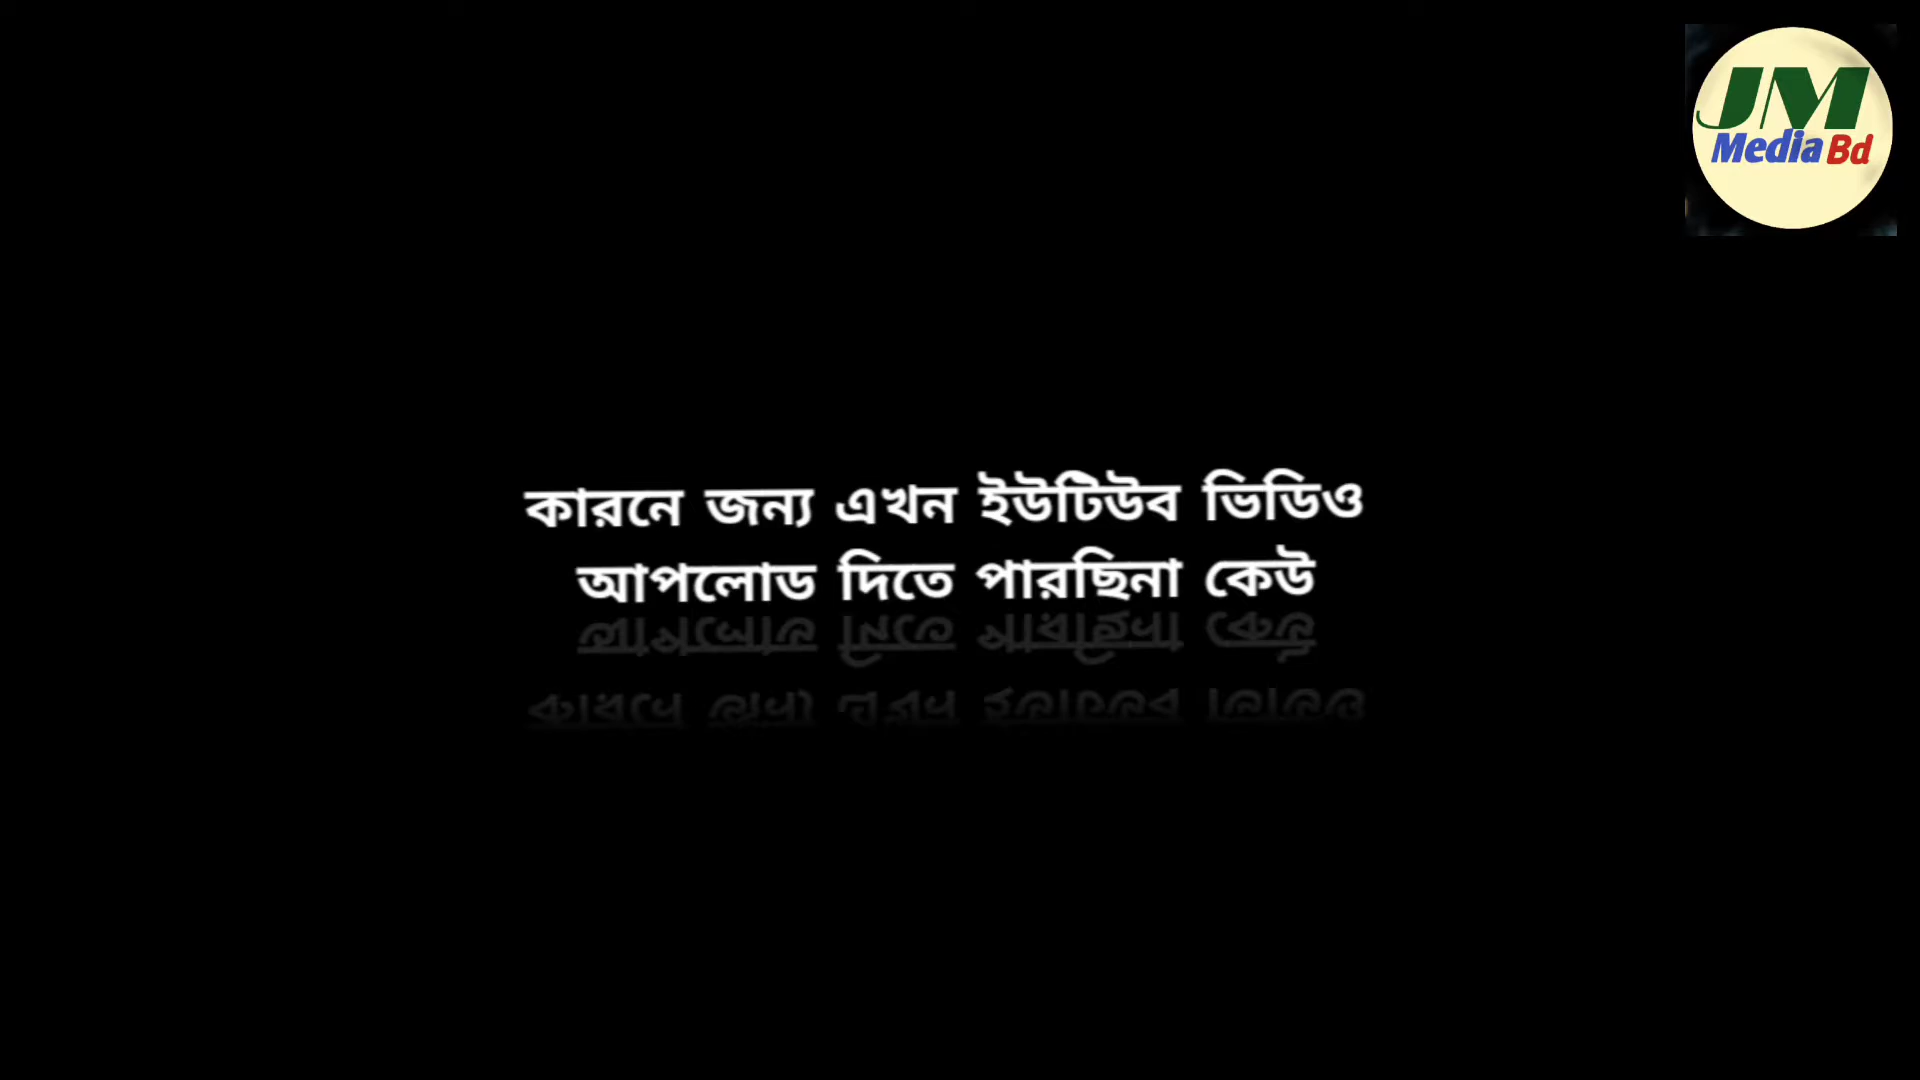 JM
Media Bd
কারনে জন্য এখন ইউটিউব ভিডিও
আপলোড দিতে পারছিনা কেউ